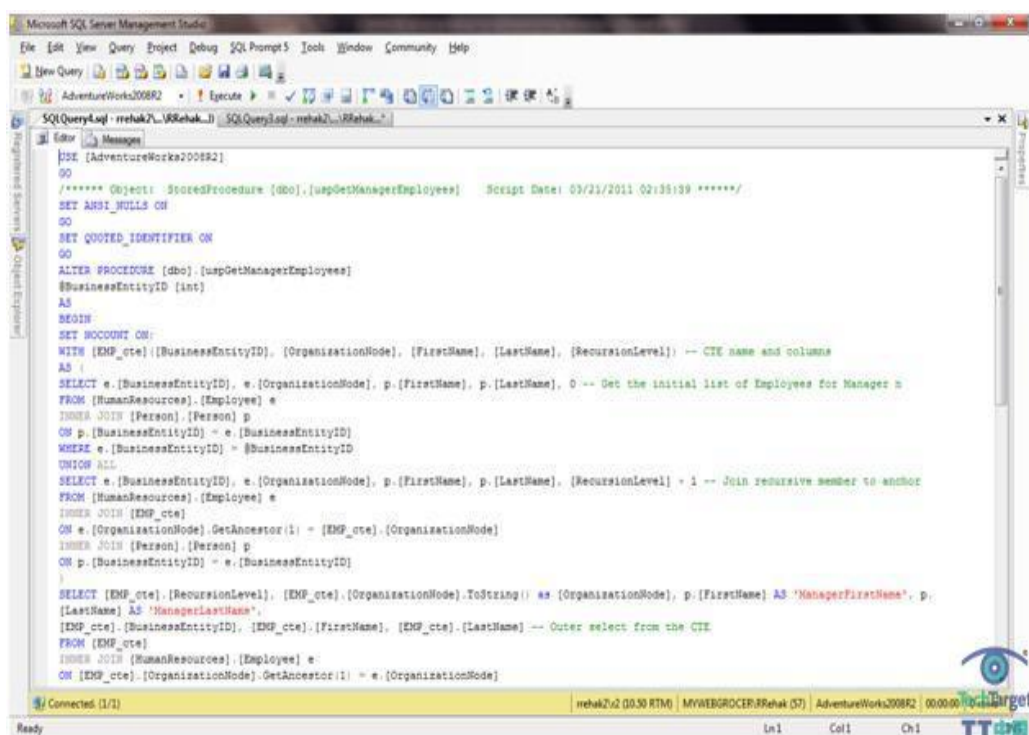 Microsoft SQL Server Management Studio
File Edit View Query Project Debug SQL Prompt 5 Tools Window Community Help
New Query
AdventureWorks2008R2 Execute
SQLQuery4.sql - rrehak2\...\RRehak...)) SQLQuery3.sql - rrehak2\...\RRehak...*
Editor Messages
Registered Servers
Object Explorer
Properties
USE [AdventureWorks2008R2]
GO
/****** Object: StoredProcedure [dbo].[uspGetManagerEmployees] Script Date: 03/21/2011 02:35:39 ******/
SET ANSI_NULLS ON
GO
SET QUOTED_IDENTIFIER ON
GO
ALTER PROCEDURE [dbo].[uspGetManagerEmployees]
@BusinessEntityID [int]
AS
BEGIN
SET NOCOUNT ON;
WITH [EMP_cte]([BusinessEntityID], [OrganizationNode], [FirstName], [LastName], [RecursionLevel]) -- CTE name and columns
AS (
SELECT e.[BusinessEntityID], e.[OrganizationNode], p.[FirstName], p.[LastName], 0 -- Get the initial list of Employees for Manager n
FROM [HumanResources].[Employee] e
INNER JOIN [Person].[Person] p
ON p.[BusinessEntityID] = e.[BusinessEntityID]
WHERE e.[BusinessEntityID] = @BusinessEntityID
UNION ALL
SELECT e.[BusinessEntityID], e.[OrganizationNode], p.[FirstName], p.[LastName], [RecursionLevel] + 1 -- Join recursive member to anchor
FROM [HumanResources].[Employee] e
INNER JOIN [EMP_cte]
ON e.[OrganizationNode].GetAncestor(1) = [EMP_cte].[OrganizationNode]
INNER JOIN [Person].[Person] p
ON p.[BusinessEntityID] = e.[BusinessEntityID]
)
SELECT [EMP_cte].[RecursionLevel], [EMP_cte].[OrganizationNode].ToString() as [OrganizationNode], p.[FirstName] AS 'ManagerFirstName', p.
[LastName] AS 'ManagerLastName',
[EMP_cte].[BusinessEntityID], [EMP_cte].[FirstName], [EMP_cte].[LastName] -- Outer select from the CTE
FROM [EMP_cte]
INNER JOIN [HumanResources].[Employee] e
ON [EMP_cte].[OrganizationNode].GetAncestor(1) = e.[OrganizationNode]
Connected. (1/1) rrehak2\r2 (10.50 RTM) MYWEBGROCER\RRehak (57) AdventureWorks2008R2 00:00:00
TechTarget
Ready Ln 1 Col 1 Ch 1